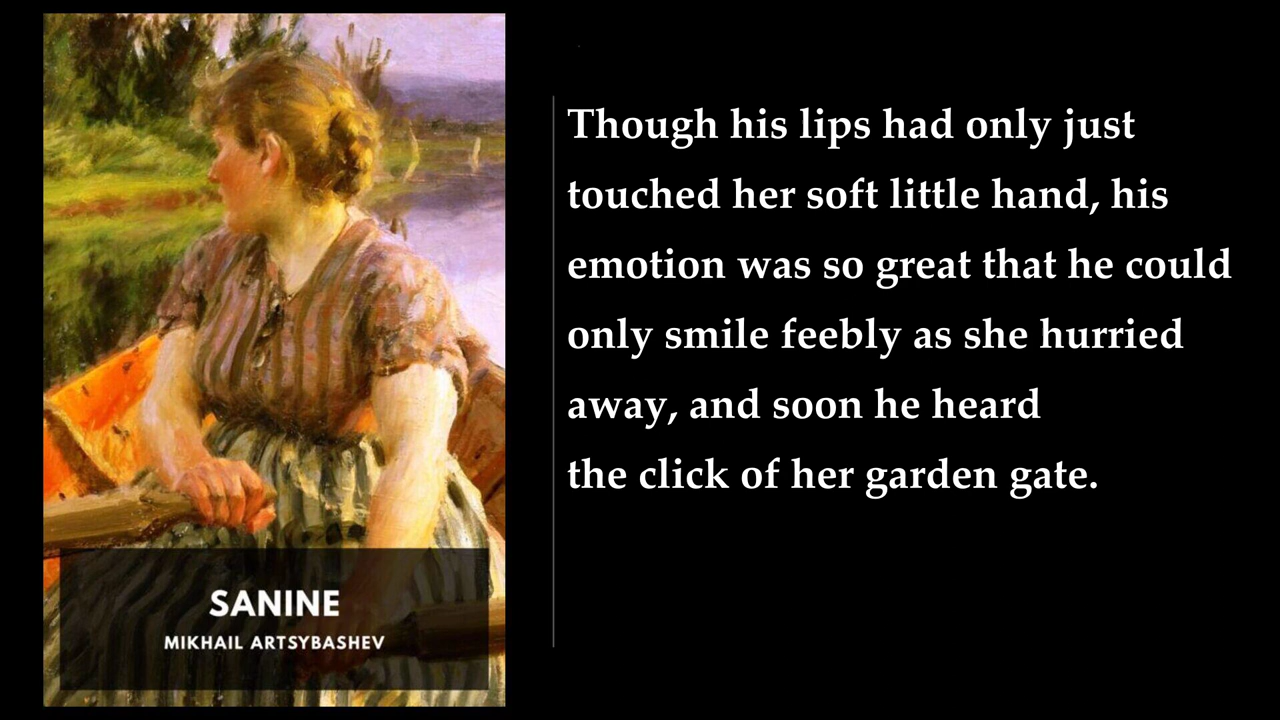 Though his lips had only just
touched her soft little hand, his
emotion was so great that he could
only smile feebly as she hurried
away, and soon he heard
the click of her garden gate.
SANINE
MIKHAIL ARTSYBASHEV